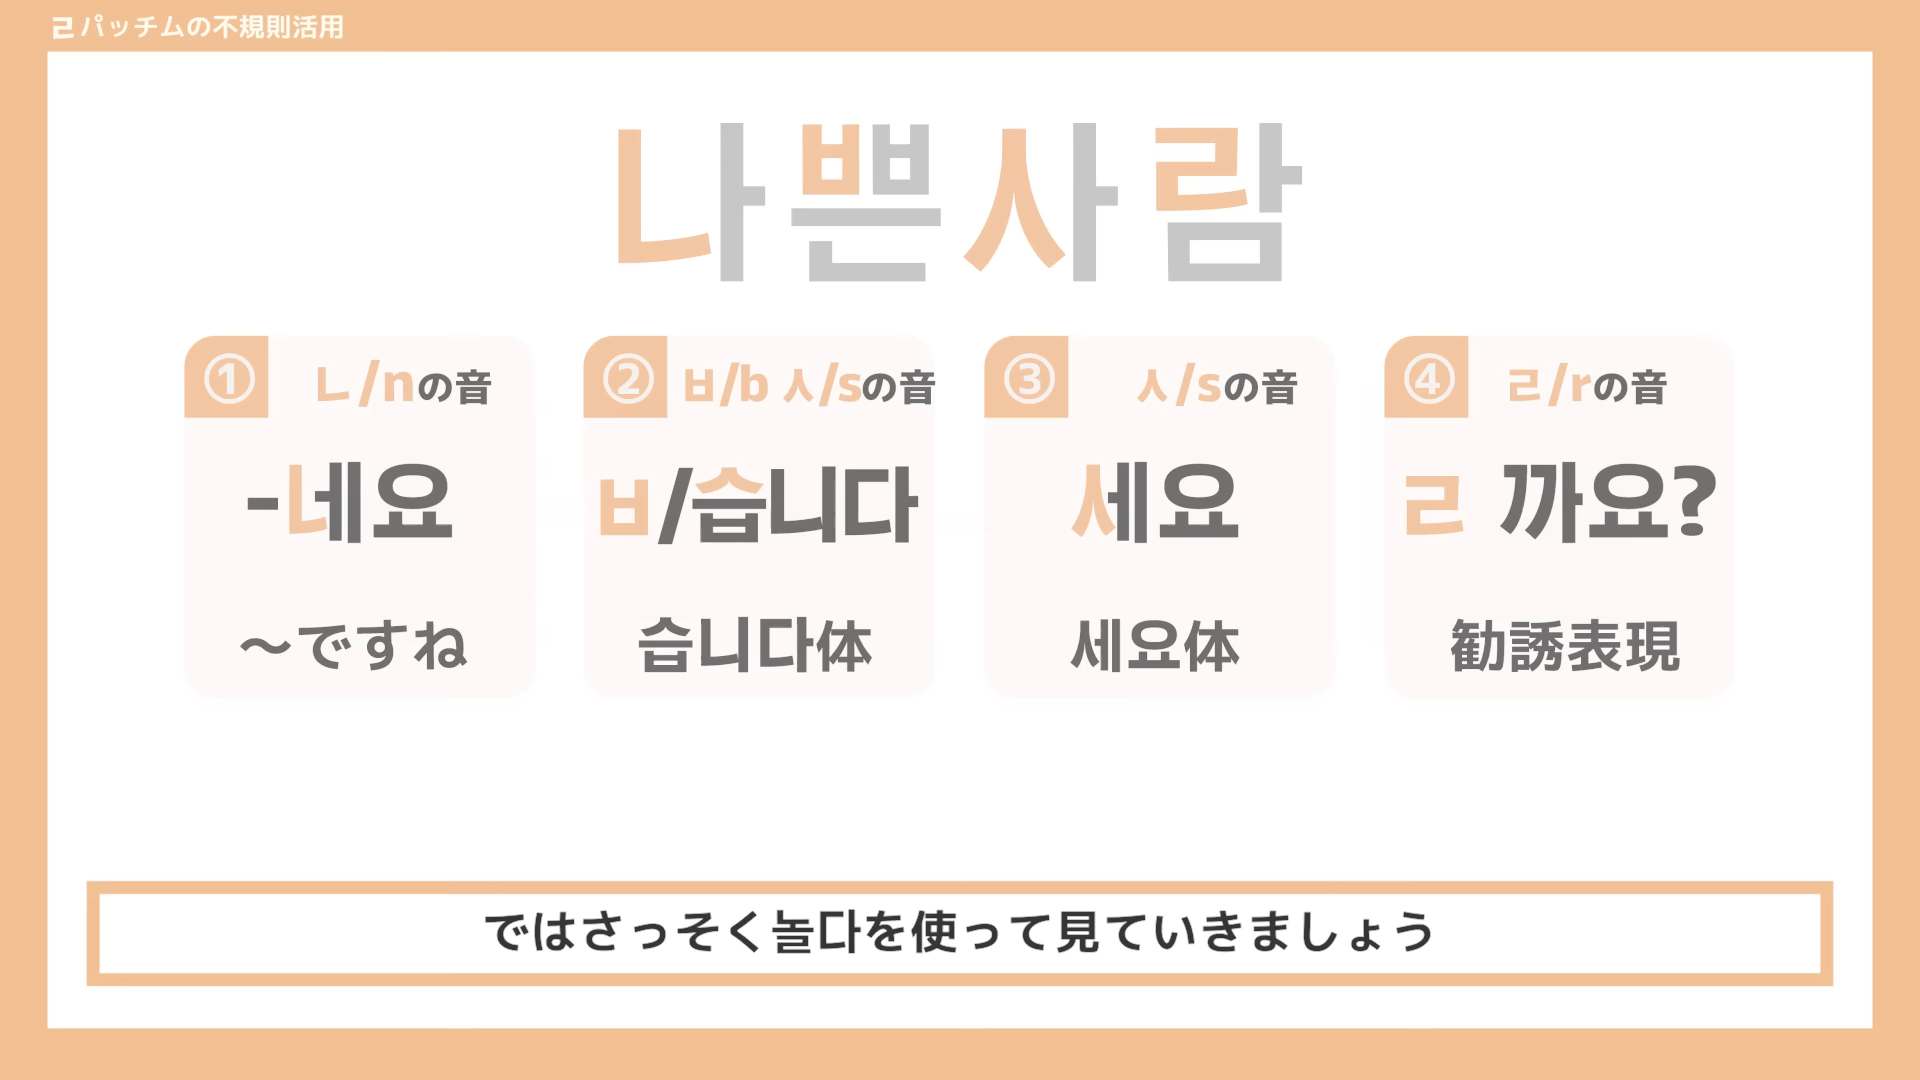 ㄹパッチムの不規則活用
나쁜사람
① ㄴ/nの音
-네요
~ですね
② ㅂ/b ㅅ/sの音
ㅂ/습니다
습니다体
③ ㅅ/sの音
세요
세요体
④ ㄹ/rの音
ㄹ 까요?
勧誘表現
ではさっそく놀다を使って見ていきましょう